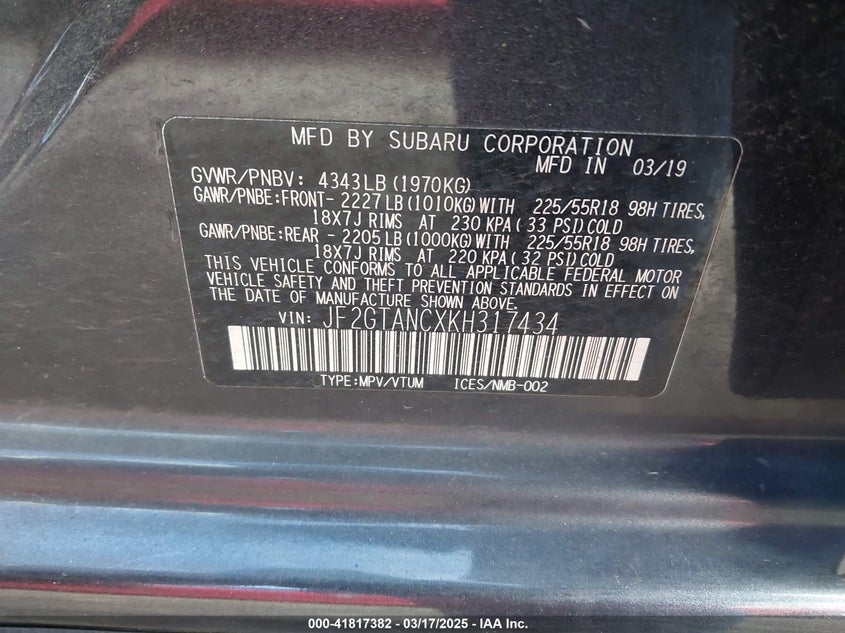 MFD BY SUBARU CORPORATION
MFD IN 03/19
GVWR/PNBV: 4343LB(1970KG)
GAWR/PNBE:FRONT- 2227LB(1010KG)WITH 225/55R18 98H TIRES,
18X7J RIMS AT 230 KPA( 33 PSI)COLD
GAWR/PNBE:REAR - 2205LB(1000KG)WITH 225/55R18 98H TIRES,
18X7J RIMS AT 220 KPA( 32 PSI)COLD
THIS VEHICLE CONFORMS TO ALL APPLICABLE FEDERAL MOTOR
VEHICLE SAFETY AND THEFT PREVENTION STANDARDS IN EFFECT ON
THE DATE OF MANUFACTURE SHOWN ABOVE.
VIN: JF2GTANCXKH317434
TYPE:MPV/VTUM ICES/NMB-002
000-41817382 - 03/17/2025 - IAA Inc.